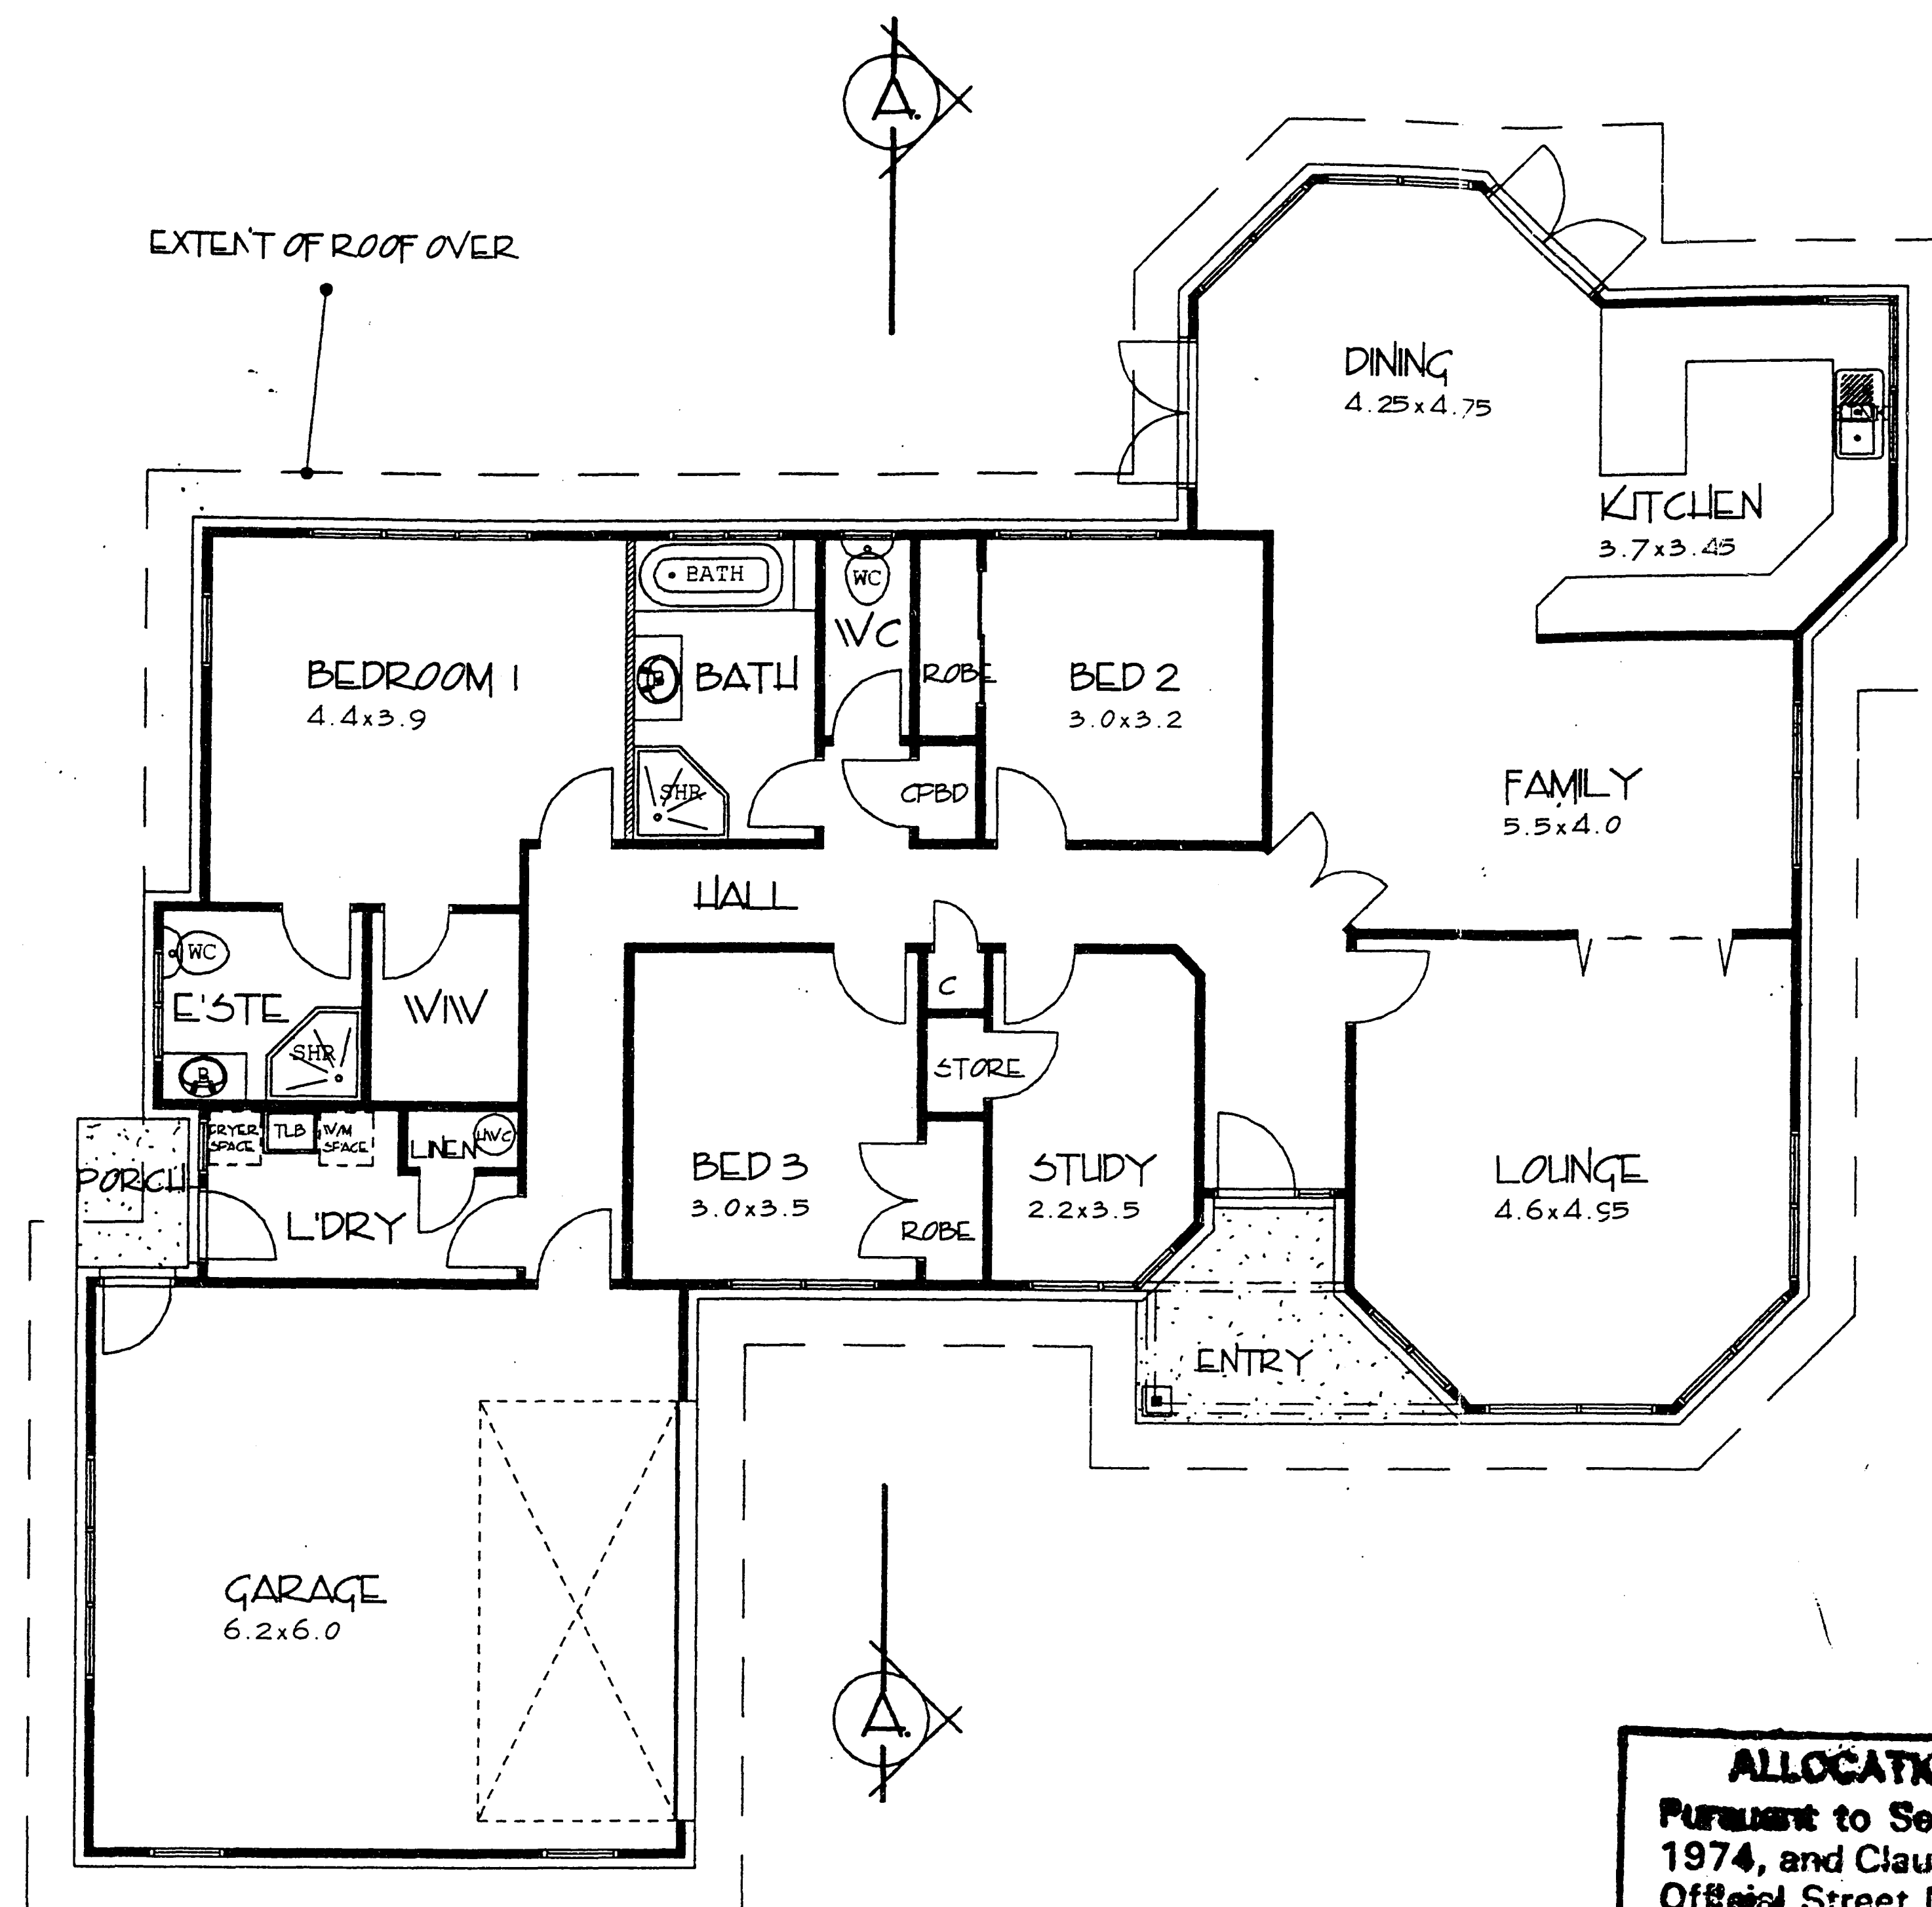 A.
EXTENT OF ROOF OVER
DINING
4.25x4.75
KITCHEN
3.7x3.45
BATH
WC
WC
BEDROOM 1
4.4x3.9
B
BATH
ROBE
BED 2
3.0x3.2
SHR
CPBD
FAMILY
5.5x4.0
HALL
WC
E'STE
WIW
C
SHR
B
STORE
DRYER
SPACE
TLB
W/M
SPACE
LINEN
HWC
PORCH
BED 3
3.0x3.5
STUDY
2.2x3.5
LOUNGE
4.6x4.95
L'DRY
ROBE
ENTRY
GARAGE
6.2x6.0
A.
Pursuant to Se
1974, and Clau
Official Street